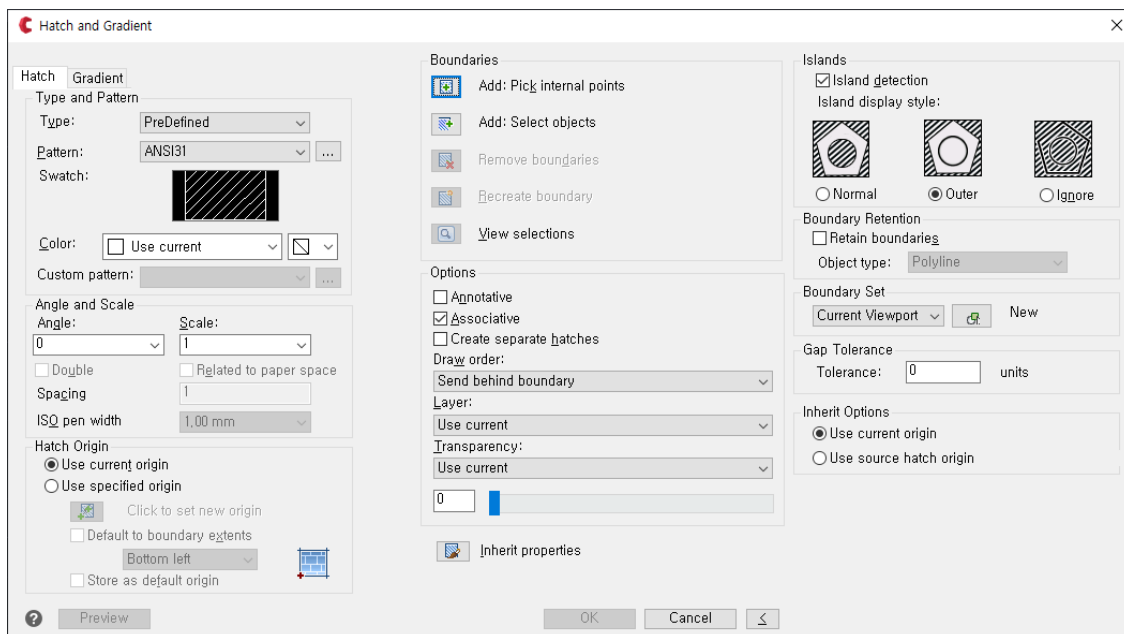 Hatch and Gradient
Hatch
Gradient
Type and Pattern
Type:
PreDefined
Pattern:
ANSI31
...
Swatch:
Color:
Use current
Custom pattern:
...
Angle and Scale
Angle:
Scale:
0
1
Double
Related to paper space
Spacing
1
ISO pen width
1,00 mm
Hatch Origin
Use current origin
Use specified origin
Click to set new origin
Default to boundary extents
Bottom left
Store as default origin
Preview
Boundaries
Add: Pick internal points
Add: Select objects
Remove boundaries
Recreate boundary
View selections
Options
Annotative
Associative
Create separate hatches
Draw order:
Send behind boundary
Layer:
Use current
Transparency:
Use current
0
Inherit properties
Islands
Island detection
Island display style:
Normal
Outer
Ignore
Boundary Retention
Retain boundaries
Object type:
Polyline
Boundary Set
Current Viewport
New
Gap Tolerance
Tolerance:
0
units
Inherit Options
Use current origin
Use source hatch origin
OK
Cancel
<